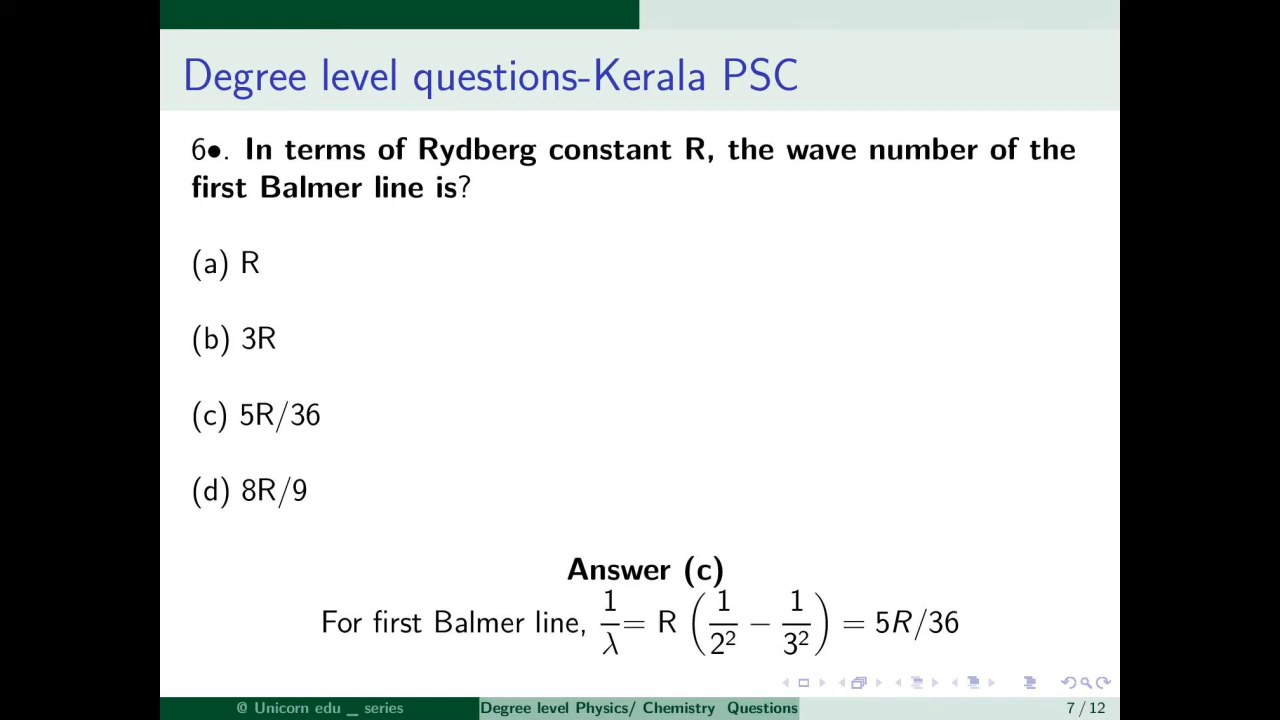 Degree level questions-Kerala PSC
6•. In terms of Rydberg constant R, the wave number of the
first Balmer line is?
(a) R
(b) 3R
(c) 5R/36
(d) 8R/9
Answer (c)
For first Balmer line, 1/λ = R (1/2² − 1/3²) = 5R/36
@ Unicorn edu _ series Degree level Physics/ Chemistry Questions 7 / 12